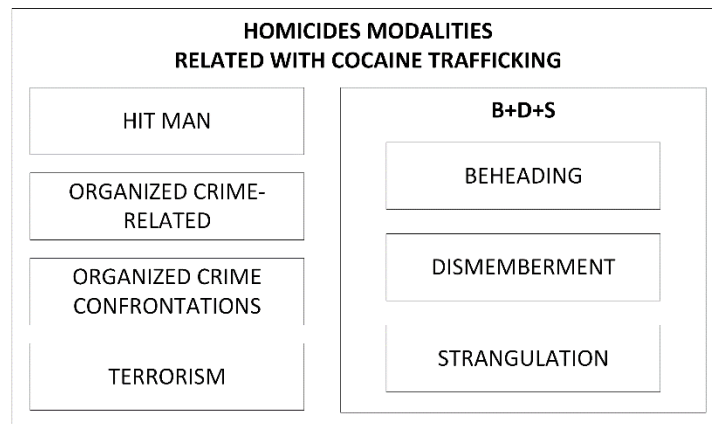 HOMICIDES MODALITIES
RELATED WITH COCAINE TRAFFICKING
HIT MAN
ORGANIZED CRIME-
RELATED
ORGANIZED CRIME
CONFRONTATIONS
TERRORISM
B+D+S
BEHEADING
DISMEMBERMENT
STRANGULATION